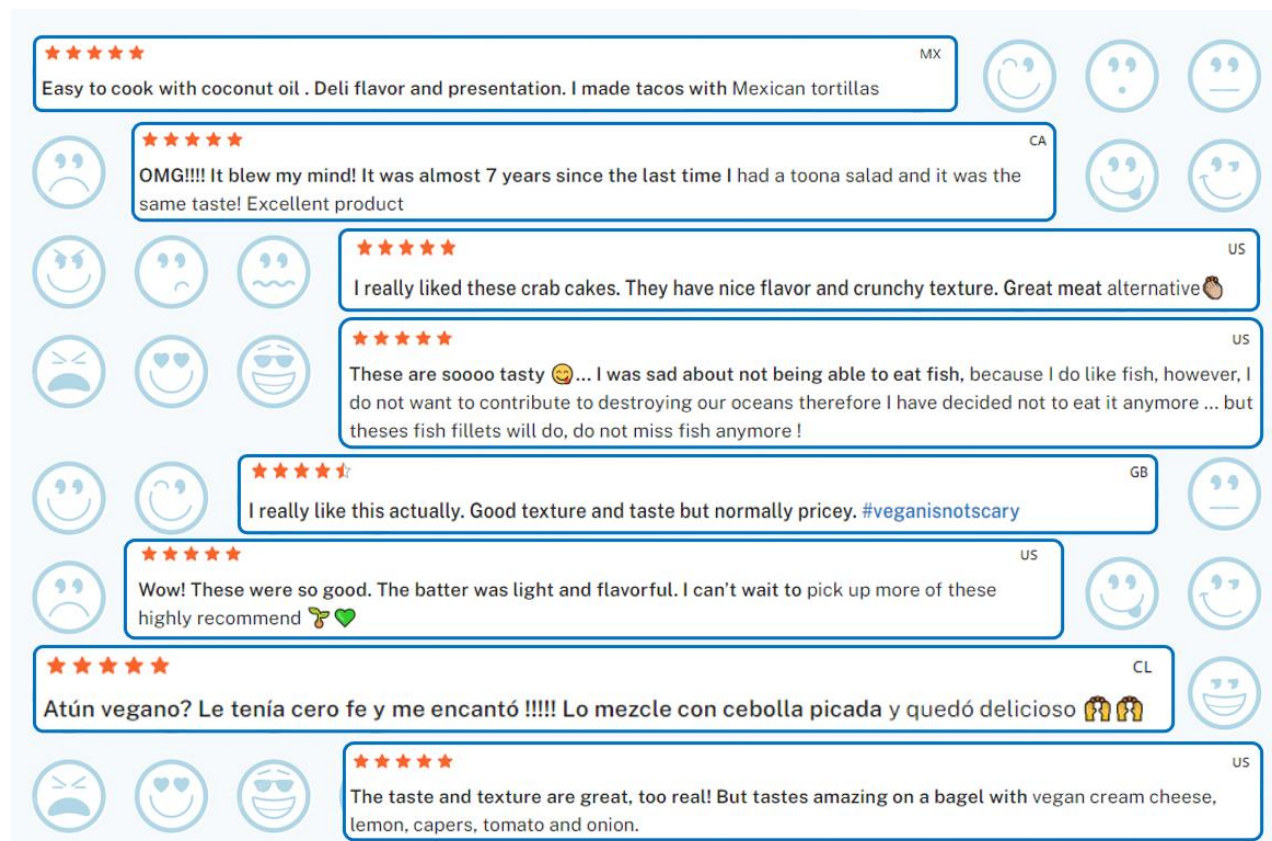 MX
Easy to cook with coconut oil . Deli flavor and presentation. I made tacos with Mexican tortillas
CA
OMG!!!! It blew my mind! It was almost 7 years since the last time I had a toona salad and it was the
same taste! Excellent product
US
I really liked these crab cakes. They have nice flavor and crunchy texture. Great meat alternative👏🏽
US
These are soooo tasty 😋... I was sad about not being able to eat fish, because I do like fish, however, I
do not want to contribute to destroying our oceans therefore I have decided not to eat it anymore ... but
theses fish fillets will do, do not miss fish anymore !
GB
I really like this actually. Good texture and taste but normally pricey. #veganisnotscary
US
Wow! These were so good. The batter was light and flavorful. I can't wait to pick up more of these
highly recommend 🌱💚
CL
Atún vegano? Le tenía cero fe y me encantó !!!!! Lo mezcle con cebolla picada y quedó delicioso 🙌🙌
US
The taste and texture are great, too real! But tastes amazing on a bagel with vegan cream cheese,
lemon, capers, tomato and onion.